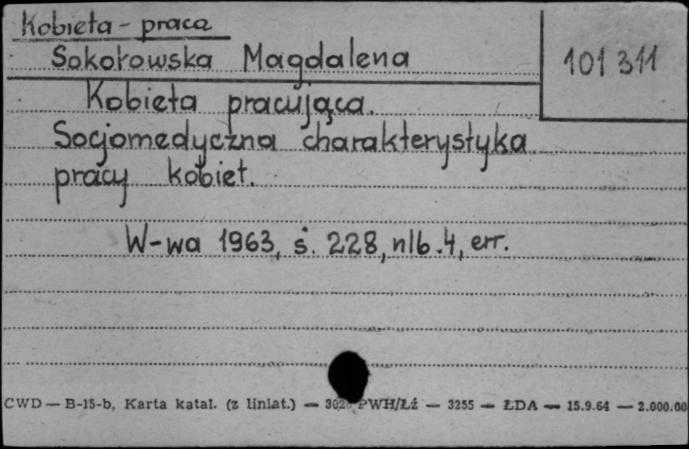 Kobieta - praca
Sokołowska Magdalena
101 311
Kobieta pracująca.
Socjomedyczna charakterystyka
pracy kobiet.
W-wa 1963, s. 228, nlb. 4, err.
CWD — B-15-b, Karta katal. (z liniat.) — PWH/Łź — 3255 — ŁDA — 15.9.64 — 2.000.00